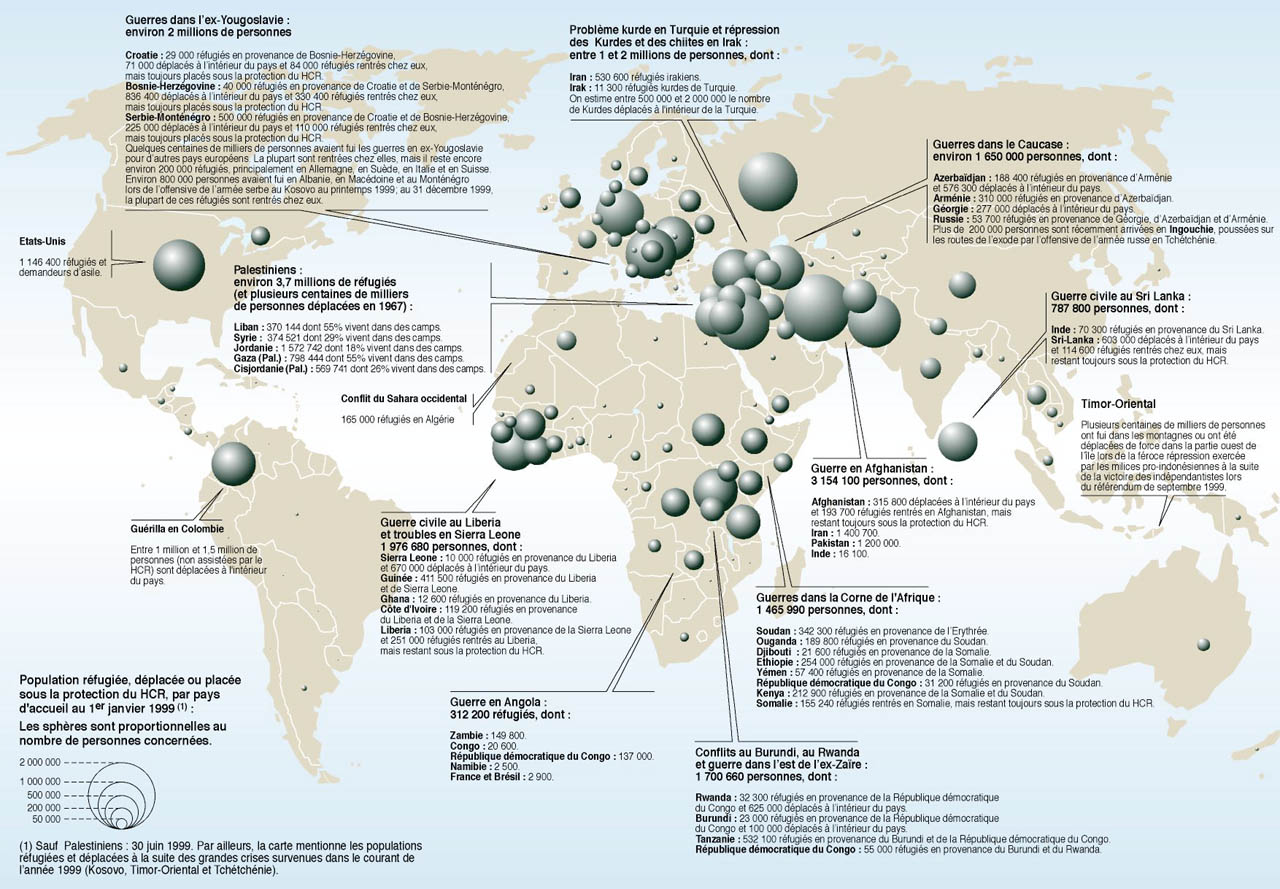 Guerres dans l'ex-Yougoslavie :
environ 2 millions de personnes
Croatie : 29 000 réfugiés en provenance de Bosnie-Herzégovine,
71 000 déplacés à l'intérieur du pays et 84 000 réfugiés rentrés chez eux,
mais toujours placés sous la protection du HCR.
Bosnie-Herzégovine : 40 000 réfugiés en provenance de Croatie et de Serbie-Monténégro,
836 400 déplacés à l'intérieur du pays et 330 400 réfugiés rentrés chez eux,
mais toujours placés sous la protection du HCR.
Serbie-Monténégro : 500 000 réfugiés en provenance de Croatie et de Bosnie-Herzégovine,
225 000 déplacés à l'intérieur du pays et 110 000 réfugiés rentrés chez eux,
mais toujours placés sous la protection du HCR.
Quelques centaines de milliers de personnes avaient fui les guerres en ex-Yougoslavie
pour d'autres pays européens. La plupart sont rentrées chez elles, mais il reste encore
environ 200 000 réfugiés, principalement en Allemagne, en Suède, en Italie et en Suisse.
Environ 800 000 personnes avaient fui en Albanie, en Macédoine et au Monténégro
lors de l'offensive de l'armée serbe au Kosovo au printemps 1999; au 31 décembre 1999,
la plupart de ces réfugiés sont rentrés chez eux.
Problème kurde en Turquie et répression
des Kurdes et des chiites en Irak :
entre 1 et 2 millions de personnes, dont :
Iran : 530 600 réfugiés irakiens.
Irak : 11 300 réfugiés kurdes de Turquie.
On estime entre 500 000 et 2 000 000 le nombre
de Kurdes déplacés à l'intérieur de la Turquie.
Guerres dans le Caucase :
environ 1 650 000 personnes, dont :
Azerbaïdjan : 188 400 réfugiés en provenance d'Arménie
et 576 300 déplacés à l'intérieur du pays.
Arménie : 310 000 réfugiés en provenance d'Azerbaïdjan.
Géorgie : 277 000 déplacés à l'intérieur du pays.
Russie : 53 700 réfugiés en provenance de Géorgie, d'Azerbaïdjan et d'Arménie.
Plus de 200 000 personnes sont récemment arrivées en Ingouchie, poussées sur
les routes de l'exode par l'offensive de l'armée russe en Tchétchénie.
Etats-Unis
1 146 400 réfugiés et
demandeurs d'asile.
Palestiniens :
environ 3,7 millions de réfugiés
(et plusieurs centaines de milliers
de personnes déplacées en 1967) :
Liban : 370 144 dont 55% vivent dans des camps.
Syrie : 374 521 dont 29% vivent dans des camps.
Jordanie : 1 572 742 dont 18% vivent dans des camps.
Gaza (Pal.) : 798 444 dont 55% vivent dans des camps.
Cisjordanie (Pal.) : 569 741 dont 26% vivent dans des camps.
Conflit du Sahara occidental
165 000 réfugiés en Algérie
Guerre civile au Sri Lanka :
787 800 personnes, dont :
Inde : 70 300 réfugiés en provenance du Sri Lanka.
Sri-Lanka : 603 000 déplacés à l'intérieur du pays
et 114 600 réfugiés rentrés chez eux, mais
restant toujours sous la protection du HCR.
Timor-Oriental
Plusieurs centaines de milliers de personnes
ont fui dans les montagnes ou ont été
déplacées de force dans la partie ouest de
l'île lors de la féroce répression exercée
par les milices pro-indonésiennes à la suite
de la victoire des indépendantistes lors
du référendum de septembre 1999.
Guerre en Afghanistan :
3 154 100 personnes, dont :
Afghanistan : 315 800 déplacées à l'intérieur du pays
et 193 700 réfugiés rentrés en Afghanistan, mais
restant toujours sous la protection du HCR.
Iran : 1 400 700.
Pakistan : 1 200 000.
Inde : 16 100.
Guérilla en Colombie
Entre 1 million et 1,5 million de
personnes (non assistées par le
HCR) sont déplacées à l'intérieur
du pays.
Guerre civile au Liberia
et troubles en Sierra Leone
1 976 680 personnes, dont :
Sierra Leone : 10 000 réfugiés en provenance du Liberia
et 670 000 déplacés à l'intérieur du pays.
Guinée : 411 500 réfugiés en provenance du Liberia
et de Sierra Leone.
Ghana : 12 600 réfugiés en provenance du Liberia.
Côte d'Ivoire : 119 200 réfugiés en provenance
du Liberia et de la Sierra Leone.
Liberia : 103 000 réfugiés en provenance de la Sierra Leone
et 251 000 réfugiés rentrés au Liberia,
mais restant sous la protection du HCR.
Guerres dans la Corne de l'Afrique :
1 465 990 personnes, dont :
Soudan : 342 300 réfugiés en provenance de l'Erythrée.
Ouganda : 189 800 réfugiés en provenance du Soudan.
Djibouti : 21 600 réfugiés en provenance de la Somalie.
Ethiopie : 254 000 réfugiés en provenance de la Somalie et du Soudan.
Yémen : 57 400 réfugiés en provenance de la Somalie.
République démocratique du Congo : 31 200 réfugiés en provenance du Soudan.
Kenya : 212 900 réfugiés en provenance de la Somalie et du Soudan.
Somalie : 155 240 réfugiés rentrés en Somalie, mais restant toujours sous la protection du HCR.
Guerre en Angola :
312 200 réfugiés, dont :
Zambie : 149 800.
Congo : 20 600.
République démocratique du Congo : 137 000.
Namibie : 2 500.
France et Brésil : 2 900.
Conflits au Burundi, au Rwanda
et guerre dans l'est de l'ex-Zaïre :
1 700 660 personnes, dont :
Rwanda : 32 300 réfugiés en provenance de la République démocratique
du Congo et 625 000 déplacés à l'intérieur du pays.
Burundi : 23 000 réfugiés en provenance de la République démocratique
du Congo et 100 000 déplacés à l'intérieur du pays.
Tanzanie : 532 100 réfugiés en provenance du Burundi et de la République démocratique du Congo.
République démocratique du Congo : 55 000 réfugiés en provenance du Burundi et du Rwanda.
Population réfugiée, déplacée ou placée
sous la protection du HCR, par pays
d'accueil au 1er janvier 1999 (1) :
Les sphères sont proportionnelles au
nombre de personnes concernées.
2 000 000
1 000 000
500 000
200 000
50 000
(1) Sauf Palestiniens : 30 juin 1999. Par ailleurs, la carte mentionne les populations
réfugiées et déplacées à la suite des grandes crises survenues dans le courant de
l'année 1999 (Kosovo, Timor-Oriental et Tchétchénie).